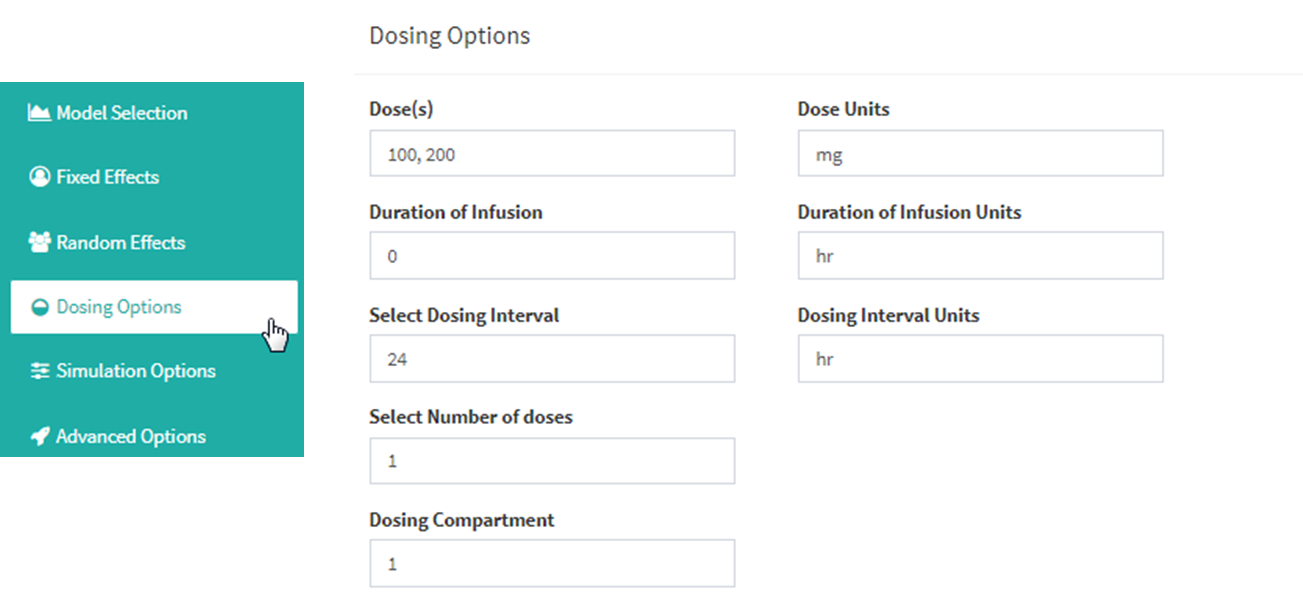 Model Selection
Fixed Effects
Random Effects
Dosing Options
Simulation Options
Advanced Options
Dosing Options
Dose(s)
Dose Units
100, 200
mg
Duration of Infusion
Duration of Infusion Units
0
hr
Select Dosing Interval
Dosing Interval Units
24
hr
Select Number of doses
1
Dosing Compartment
1